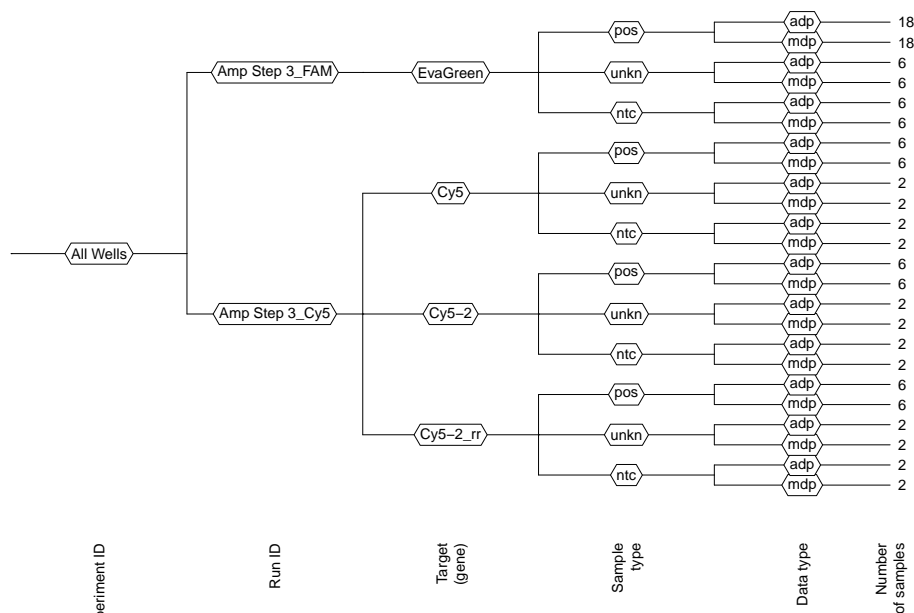 All Wells
Amp Step 3_FAM
EvaGreen
pos
adp 18
mdp 18
unkn
adp 6
mdp 6
ntc
adp 6
mdp 6
Amp Step 3_Cy5
Cy5
pos
adp 6
mdp 6
unkn
adp 2
mdp 2
ntc
adp 2
mdp 2
Cy5−2
pos
adp 6
mdp 6
unkn
adp 2
mdp 2
ntc
adp 2
mdp 2
Cy5−2_rr
pos
adp 6
mdp 6
unkn
adp 2
mdp 2
ntc
adp 2
mdp 2
periment ID
Run ID
Target
(gene)
Sample
type
Data type
Number
of samples